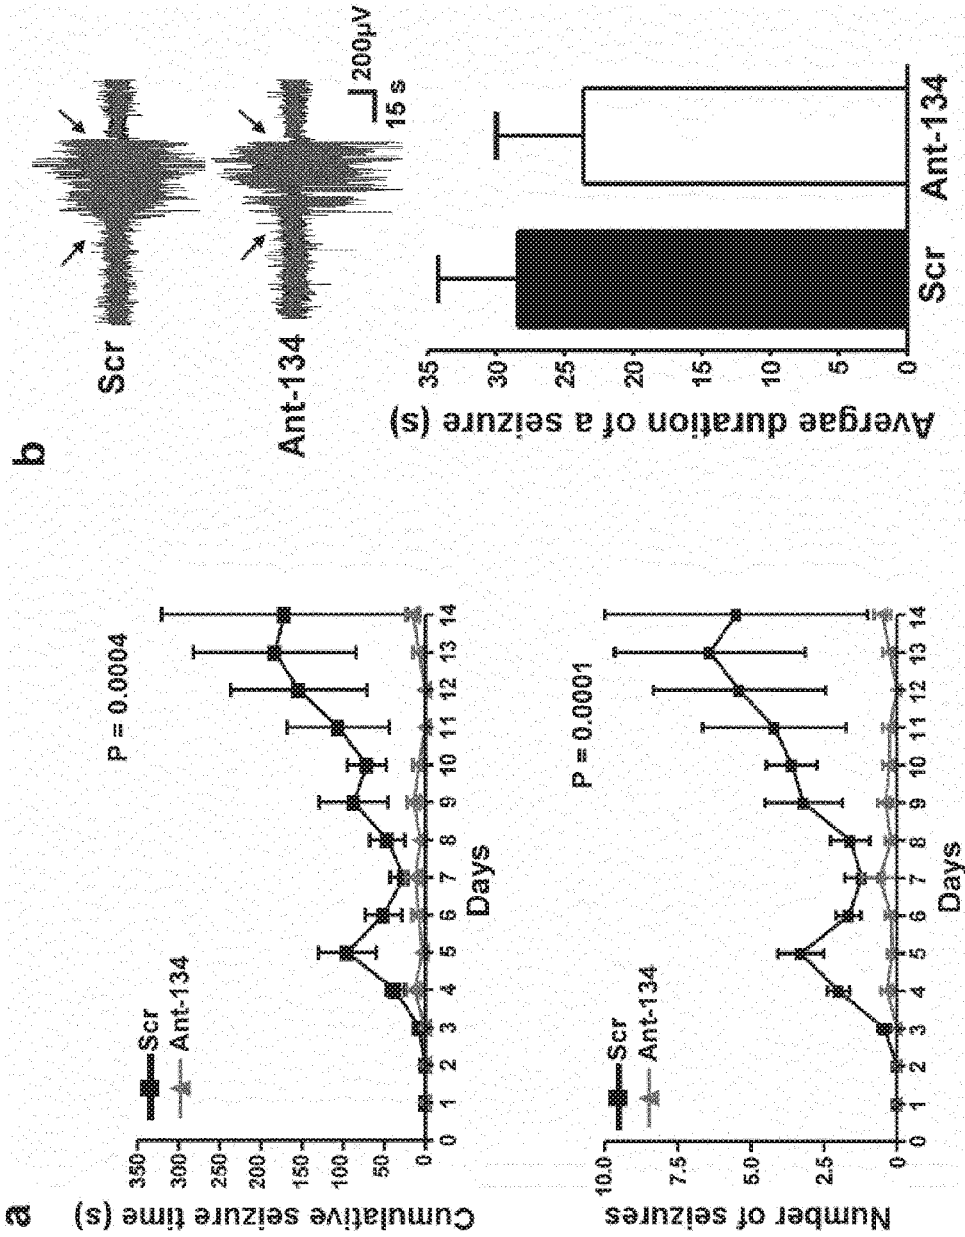 a
Cumulative seizure time (s)
350
300
250
200
150
100
50
0
Scr
Ant-134
P = 0.0004
0 1 2 3 4 5 6 7 8 9 10 11 12 13 14
Days
Number of seizures
10.0
7.5
5.0
2.5
0
Scr
Ant-134
P = 0.0001
0 1 2 3 4 5 6 7 8 9 10 11 12 13 14
Days
b
Scr
Ant-134
200µV
15 s
Avergae duration of a seizure (s)
35
30
25
20
15
10
5
0
Scr
Ant-134